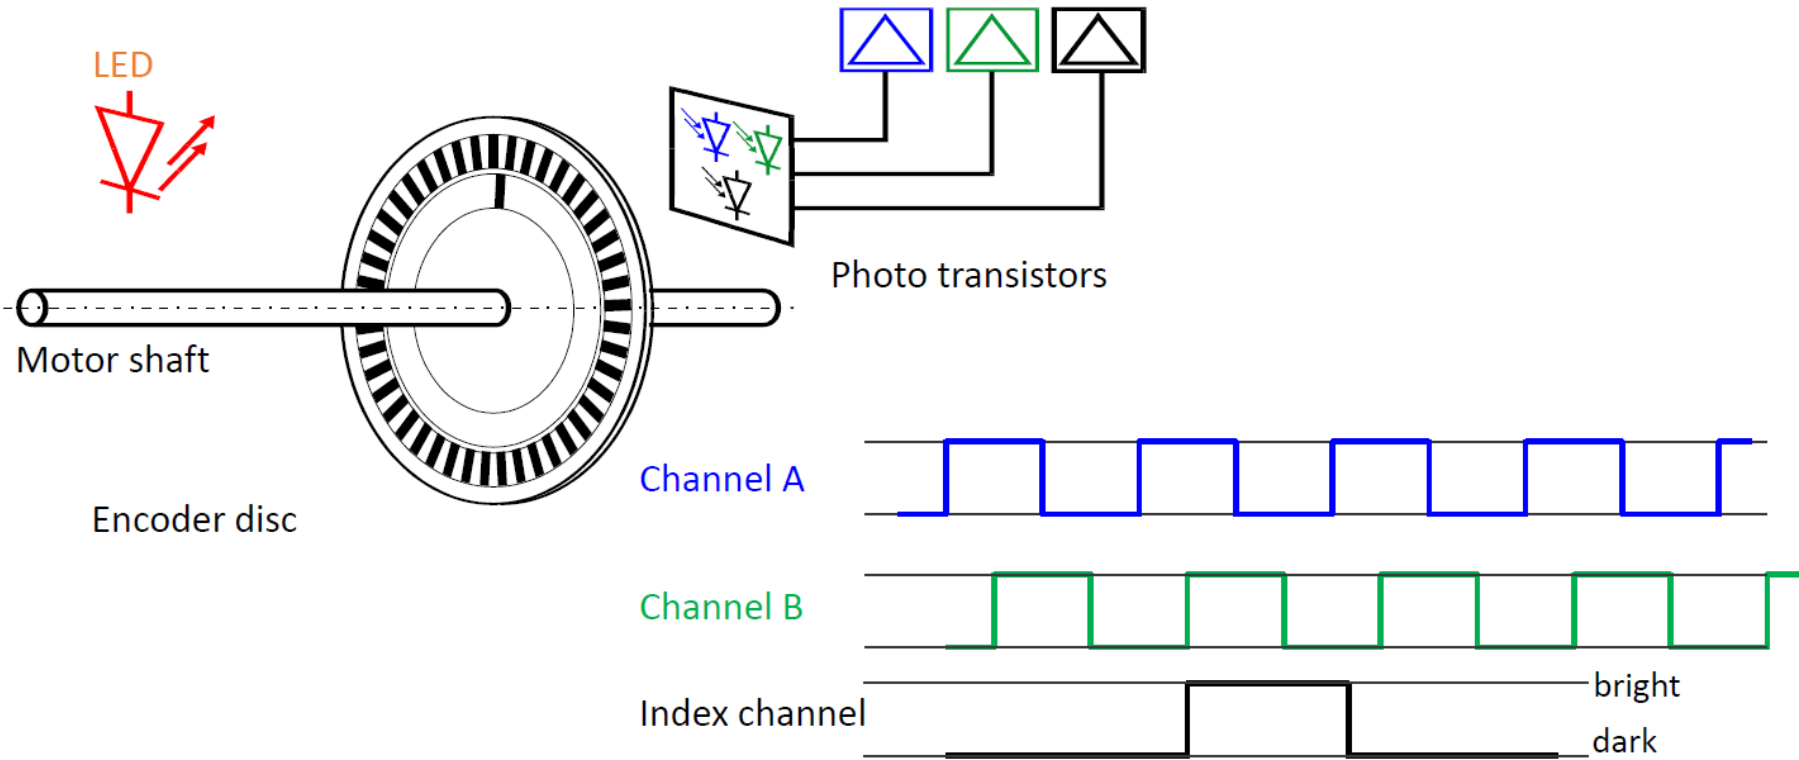 LED
Photo transistors
Motor shaft
Encoder disc
Channel A
Channel B
Index channel
bright
dark